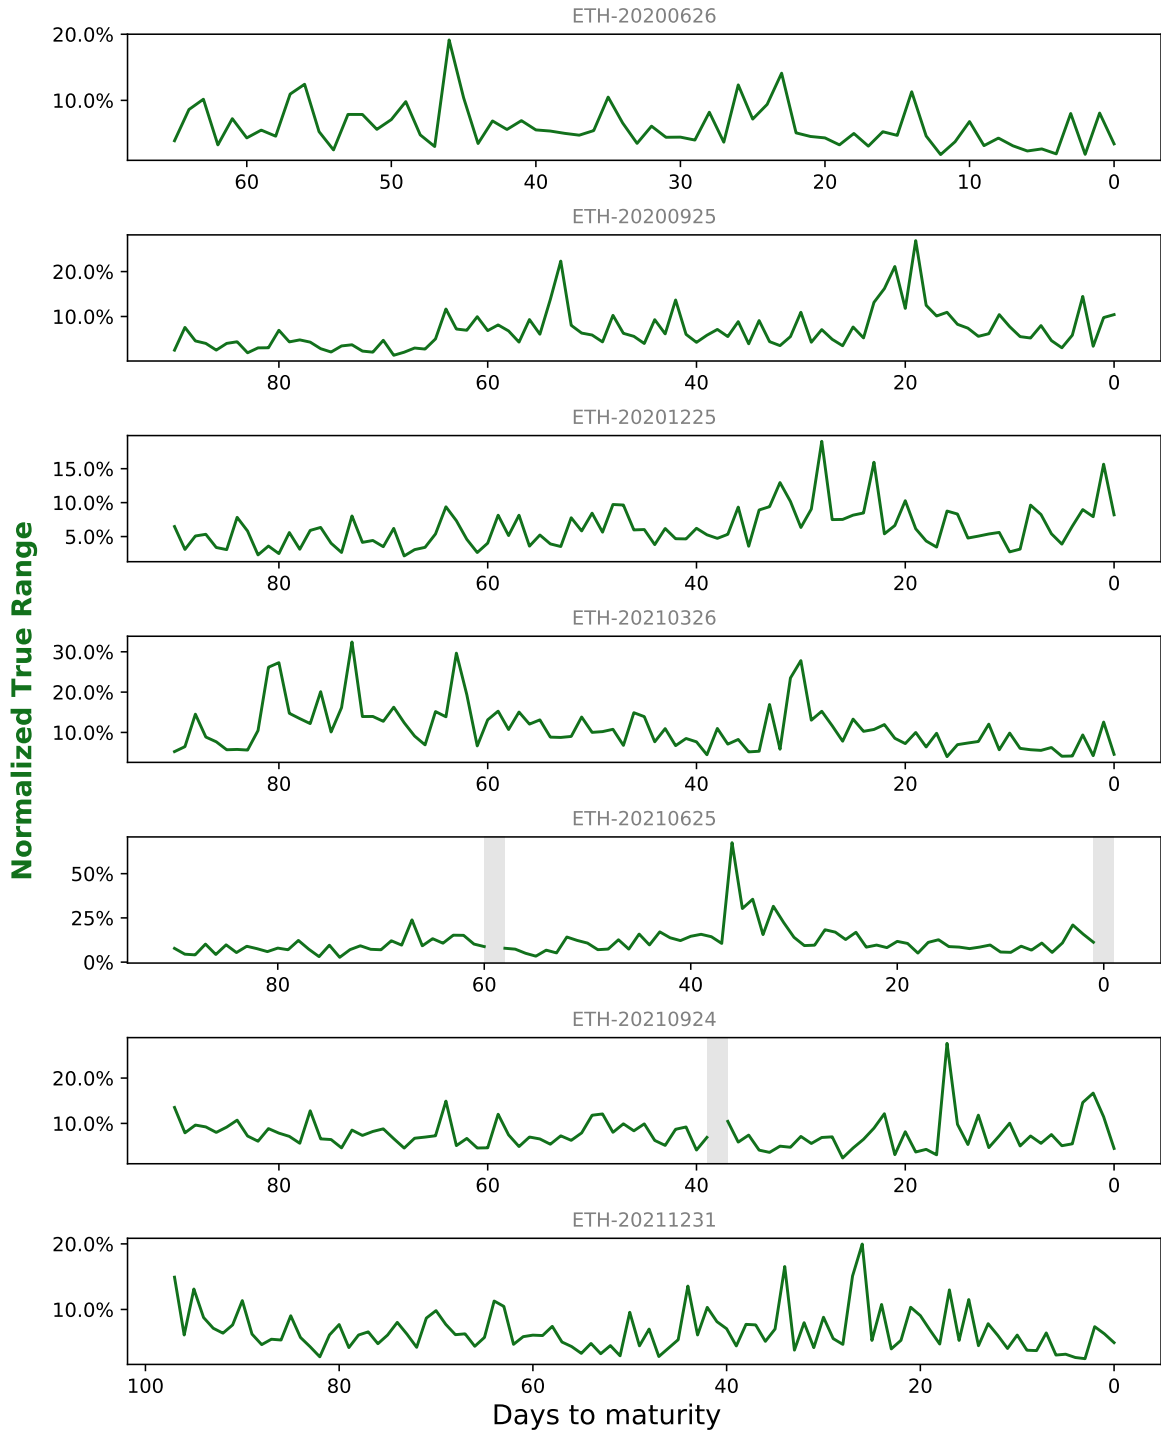 ETH-20200626
20.0%
10.0%
60 50 40 30 20 10 0
ETH-20200925
20.0%
10.0%
80 60 40 20 0
ETH-20201225
15.0%
10.0%
5.0%
80 60 40 20 0
ETH-20210326
30.0%
20.0%
10.0%
80 60 40 20 0
ETH-20210625
50%
25%
0%
80 60 40 20 0
ETH-20210924
20.0%
10.0%
80 60 40 20 0
ETH-20211231
20.0%
10.0%
100 80 60 40 20 0
Days to maturity
Normalized True Range